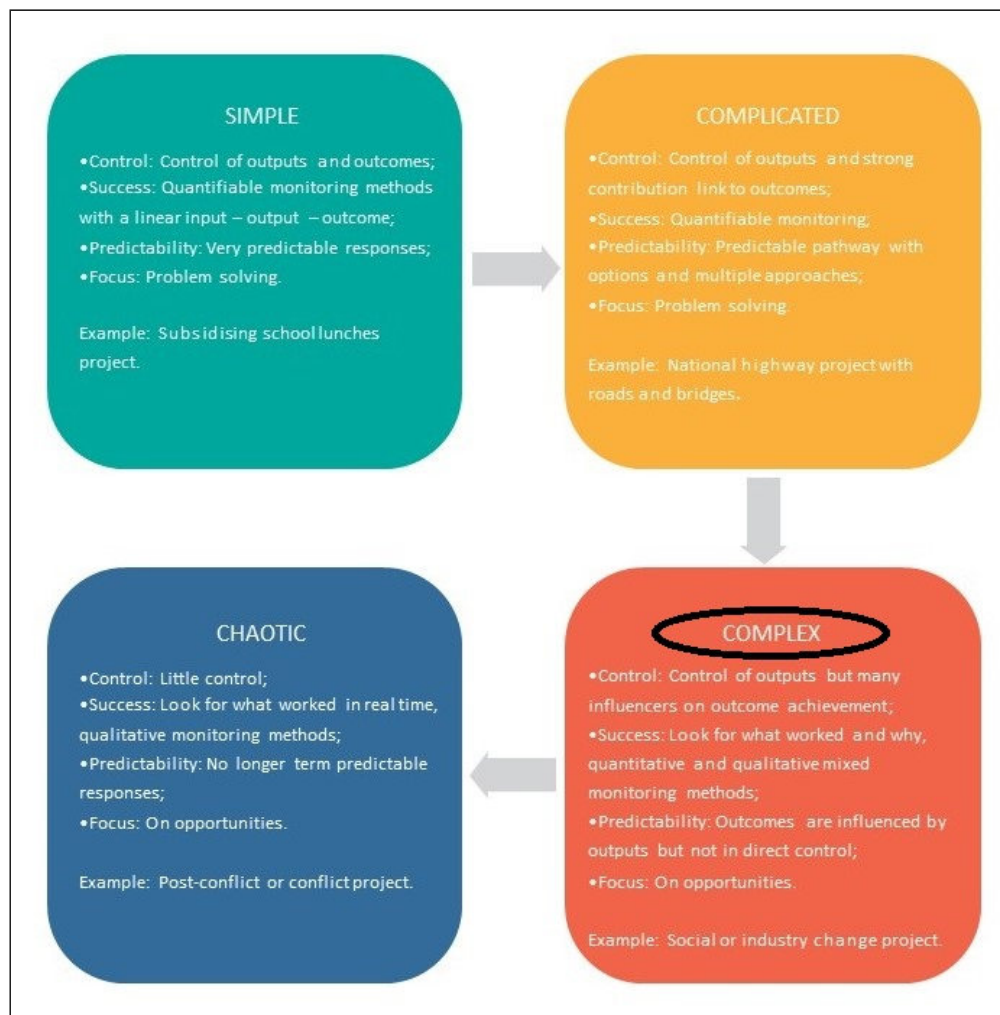 SIMPLE
•Control: Control of outputs and outcomes;
•Success: Quantifiable monitoring methods
with a linear input – output – outcome;
•Predictability: Very predictable responses;
•Focus: Problem solving.
Example: Subsidising school lunches
project.
COMPLICATED
•Control: Control of outputs and strong
contribution link to outcomes;
•Success: Quantifiable monitoring;
•Predictability: Predictable pathway with
options and multiple approaches;
•Focus: Problem solving.
Example: National highway project with
roads and bridges.
COMPLEX
•Control: Control of outputs but many
influencers on outcome achievement;
•Success: Look for what worked and why,
quantitative and qualitative mixed
monitoring methods;
•Predictability: Outcomes are influenced by
outputs but not in direct control;
•Focus: On opportunities.
Example: Social or industry change project.
CHAOTIC
•Control: Little control;
•Success: Look for what worked in real time,
qualitative monitoring methods;
•Predictability: No longer term predictable
responses;
•Focus: On opportunities.
Example: Post-conflict or conflict project.